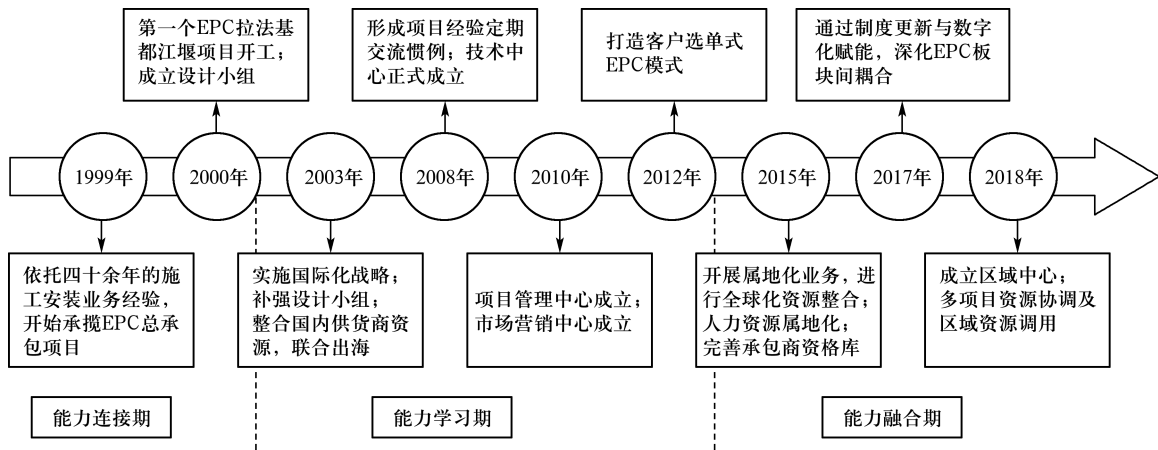 第一个EPC拉法基
都江堰项目开工；
成立设计小组
形成项目经验定期
交流惯例；技术中
心正式成立
打造客户选单式
EPC模式
通过制度更新与数字
化赋能，深化EPC板
块间耦合
1999年
2000年
2003年
2008年
2010年
2012年
2015年
2017年
2018年
依托四十余年的施
工安装业务经验，
开始承揽EPC总承
包项目
实施国际化战略；
补强设计小组；
整合国内供货商资
源，联合出海
项目管理中心成立；
市场营销中心成立
开展属地化业务，进
行全球化资源整合；
人力资源属地化；
完善承包商资格库
成立区域中心；
多项目资源协调及
区域资源调用
能力连接期
能力学习期
能力融合期